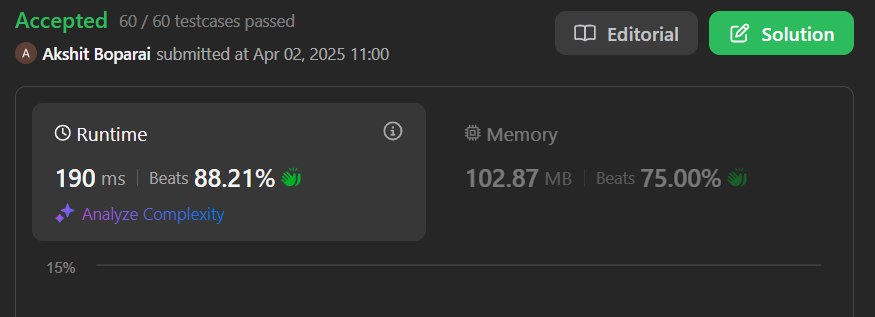 Accepted 60 / 60 testcases passed
A Akshit Boparai submitted at Apr 02, 2025 11:00
Editorial
Solution
Runtime
190 ms | Beats 88.21%
Analyze Complexity
Memory
102.87 MB | Beats 75.00%
15%